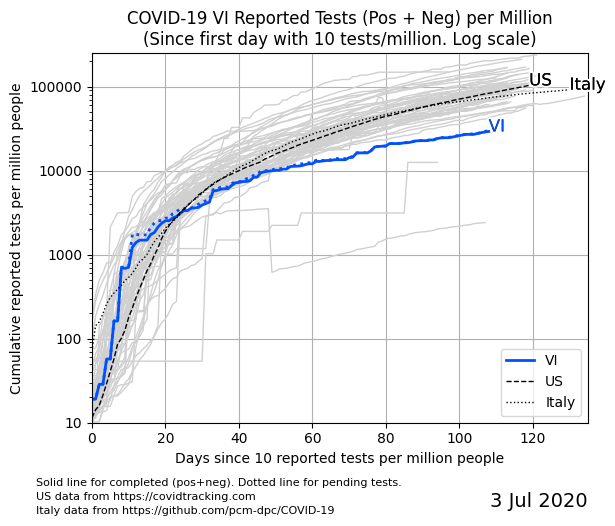 COVID-19 VI Reported Tests (Pos + Neg) per Million
(Since first day with 10 tests/million. Log scale)
Cumulative reported tests per million people
100000
10000
1000
100
10
US
Italy
VI
VI
US
Italy
0 20 40 60 80 100 120
Days since 10 reported tests per million people
Solid line for completed (pos+neg). Dotted line for pending tests.
US data from https://covidtracking.com
Italy data from https://github.com/pcm-dpc/COVID-19
3 Jul 2020